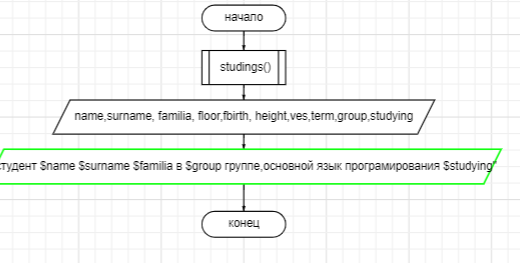 начало
studings()
name,surname, familia, floor,fbirth, height,ves,term,group,studying
студент $name $surname $familia в $group группе,основной язык програмирования $studying"
конец